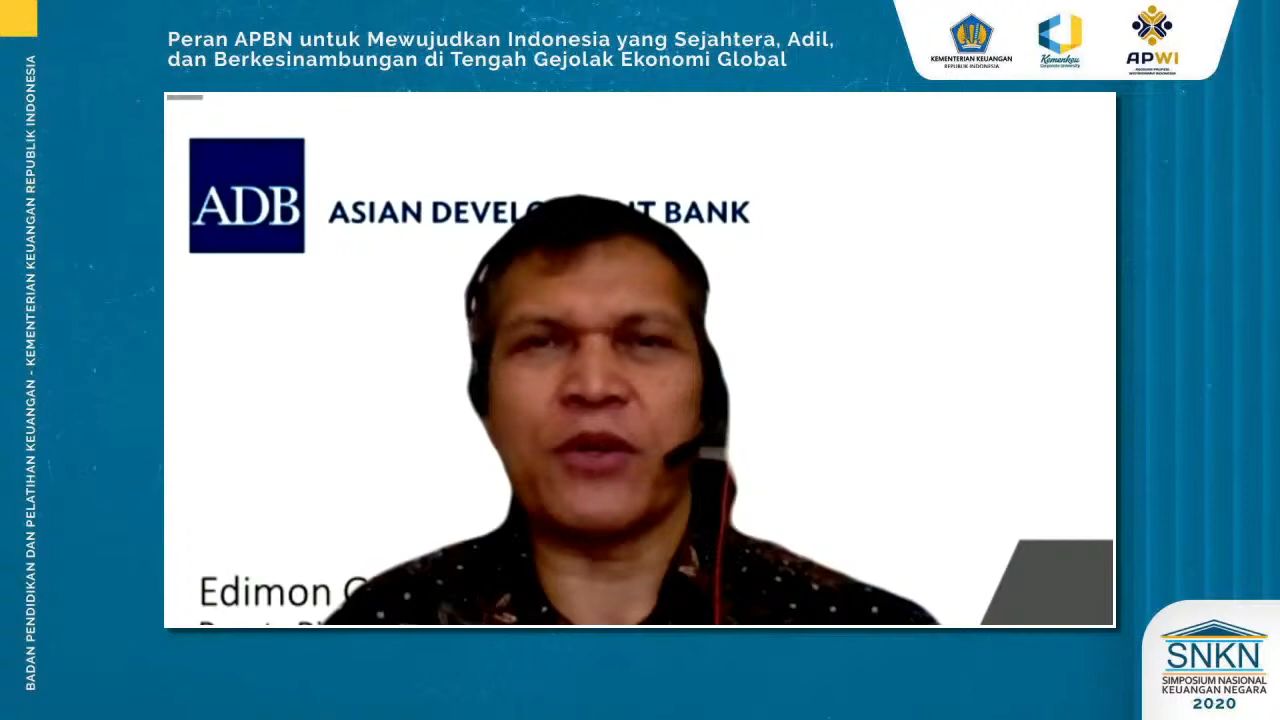 Peran APBN untuk Mewujudkan Indonesia yang Sejahtera, Adil,
dan Berkesinambungan di Tengah Gejolak Ekonomi Global
KEMENTERIAN KEUANGAN
REPUBLIK INDONESIA
Kemenkeu
Corporate University
APWI
BADAN PENDIDIKAN DAN PELATIHAN KEUANGAN - KEMENTERIAN KEUANGAN REPUBLIK INDONESIA
ADB
ASIAN BANK
Edimon
SNKN
SIMPOSIUM NASIONAL
KEUANGAN NEGARA
2020